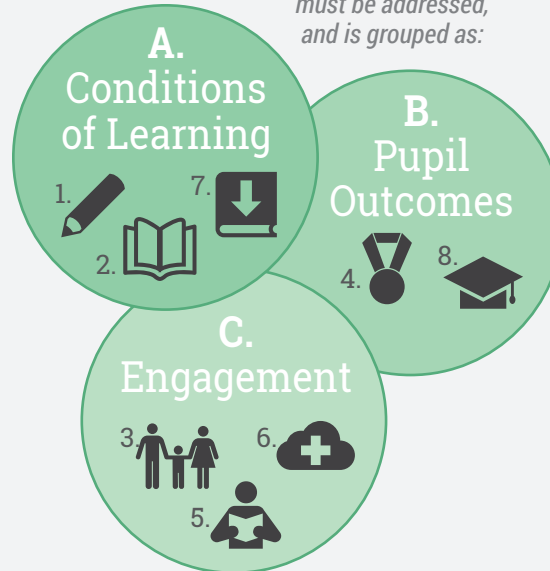 must be addressed,
and is grouped as:
A.
Conditions
of Learning
1.
7.
2.
B.
Pupil
Outcomes
4.
8.
C.
Engagement
3.
6.
5.